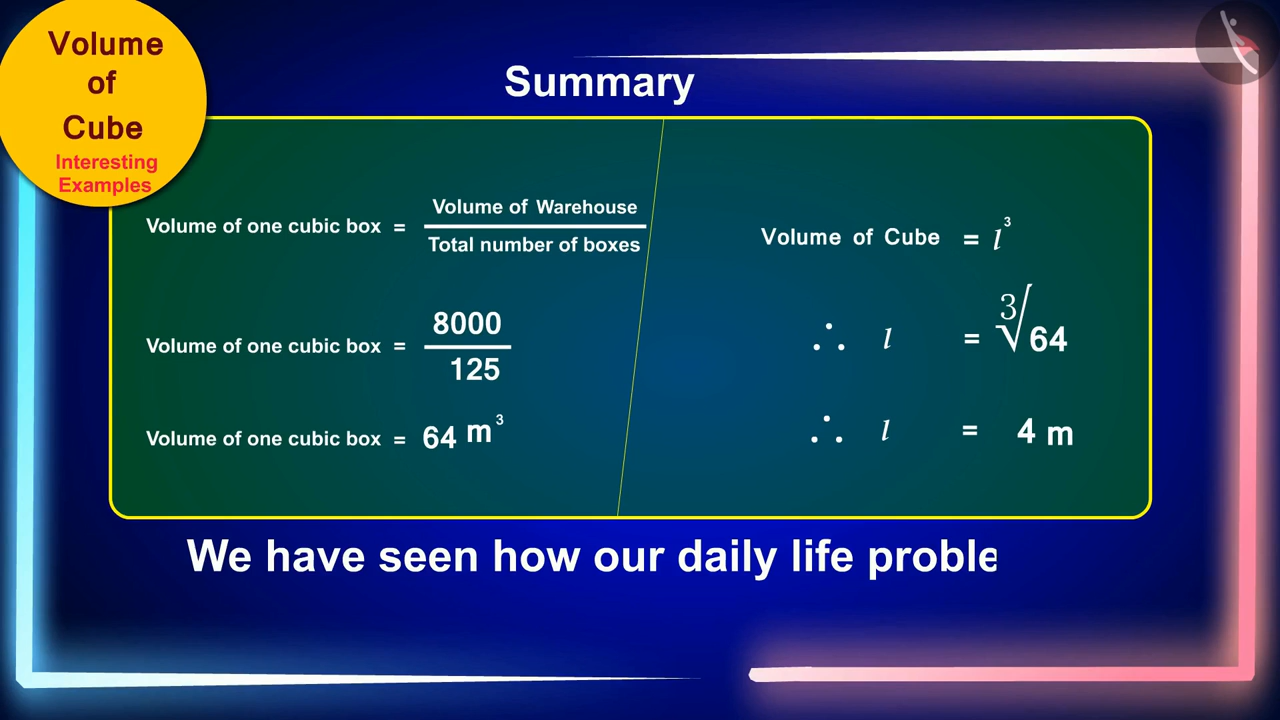 Volume
of
Cube
Interesting
Examples
Summary
Volume of one cubic box = Volume of Warehouse / Total number of boxes
Volume of one cubic box = 8000 / 125
Volume of one cubic box = 64 m³
Volume of Cube = l³
∴ l = ∛64
∴ l = 4 m
We have seen how our daily life proble